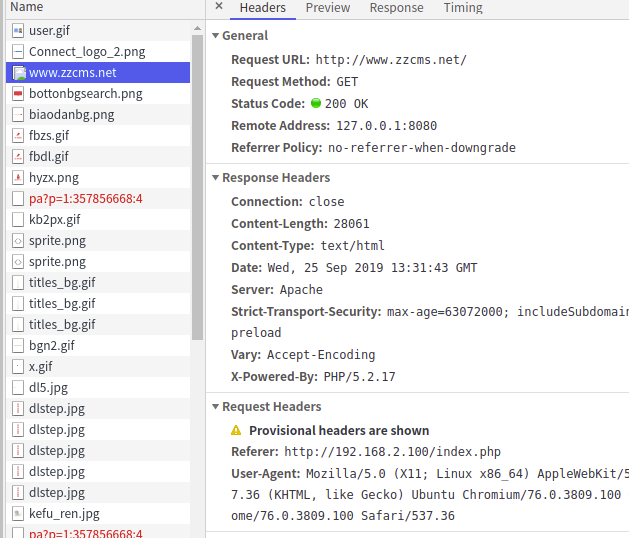 Name
user.gif
Connect_logo_2.png
www.zzcms.net
bottonbgsearch.png
biaodanbg.png
fbzs.gif
fbdl.gif
hyzx.png
pa?p=1:357856668:4
kb2px.gif
sprite.png
sprite.png
titles_bg.gif
titles_bg.gif
titles_bg.gif
bgn2.gif
x.gif
dl5.jpg
dlstep.jpg
dlstep.jpg
dlstep.jpg
dlstep.jpg
dlstep.jpg
kefu_ren.jpg
pa?p=1:357856668:4
× Headers Preview Response Timing
General
Request URL: http://www.zzcms.net/
Request Method: GET
Status Code: 200 OK
Remote Address: 127.0.0.1:8080
Referrer Policy: no-referrer-when-downgrade
Response Headers
Connection: close
Content-Length: 28061
Content-Type: text/html
Date: Wed, 25 Sep 2019 13:31:43 GMT
Server: Apache
Strict-Transport-Security: max-age=63072000; includeSubdomain
preload
Vary: Accept-Encoding
X-Powered-By: PHP/5.2.17
Request Headers
Provisional headers are shown
Referer: http://192.168.2.100/index.php
User-Agent: Mozilla/5.0 (X11; Linux x86_64) AppleWebKit/5
7.36 (KHTML, like Gecko) Ubuntu Chromium/76.0.3809.100
ome/76.0.3809.100 Safari/537.36